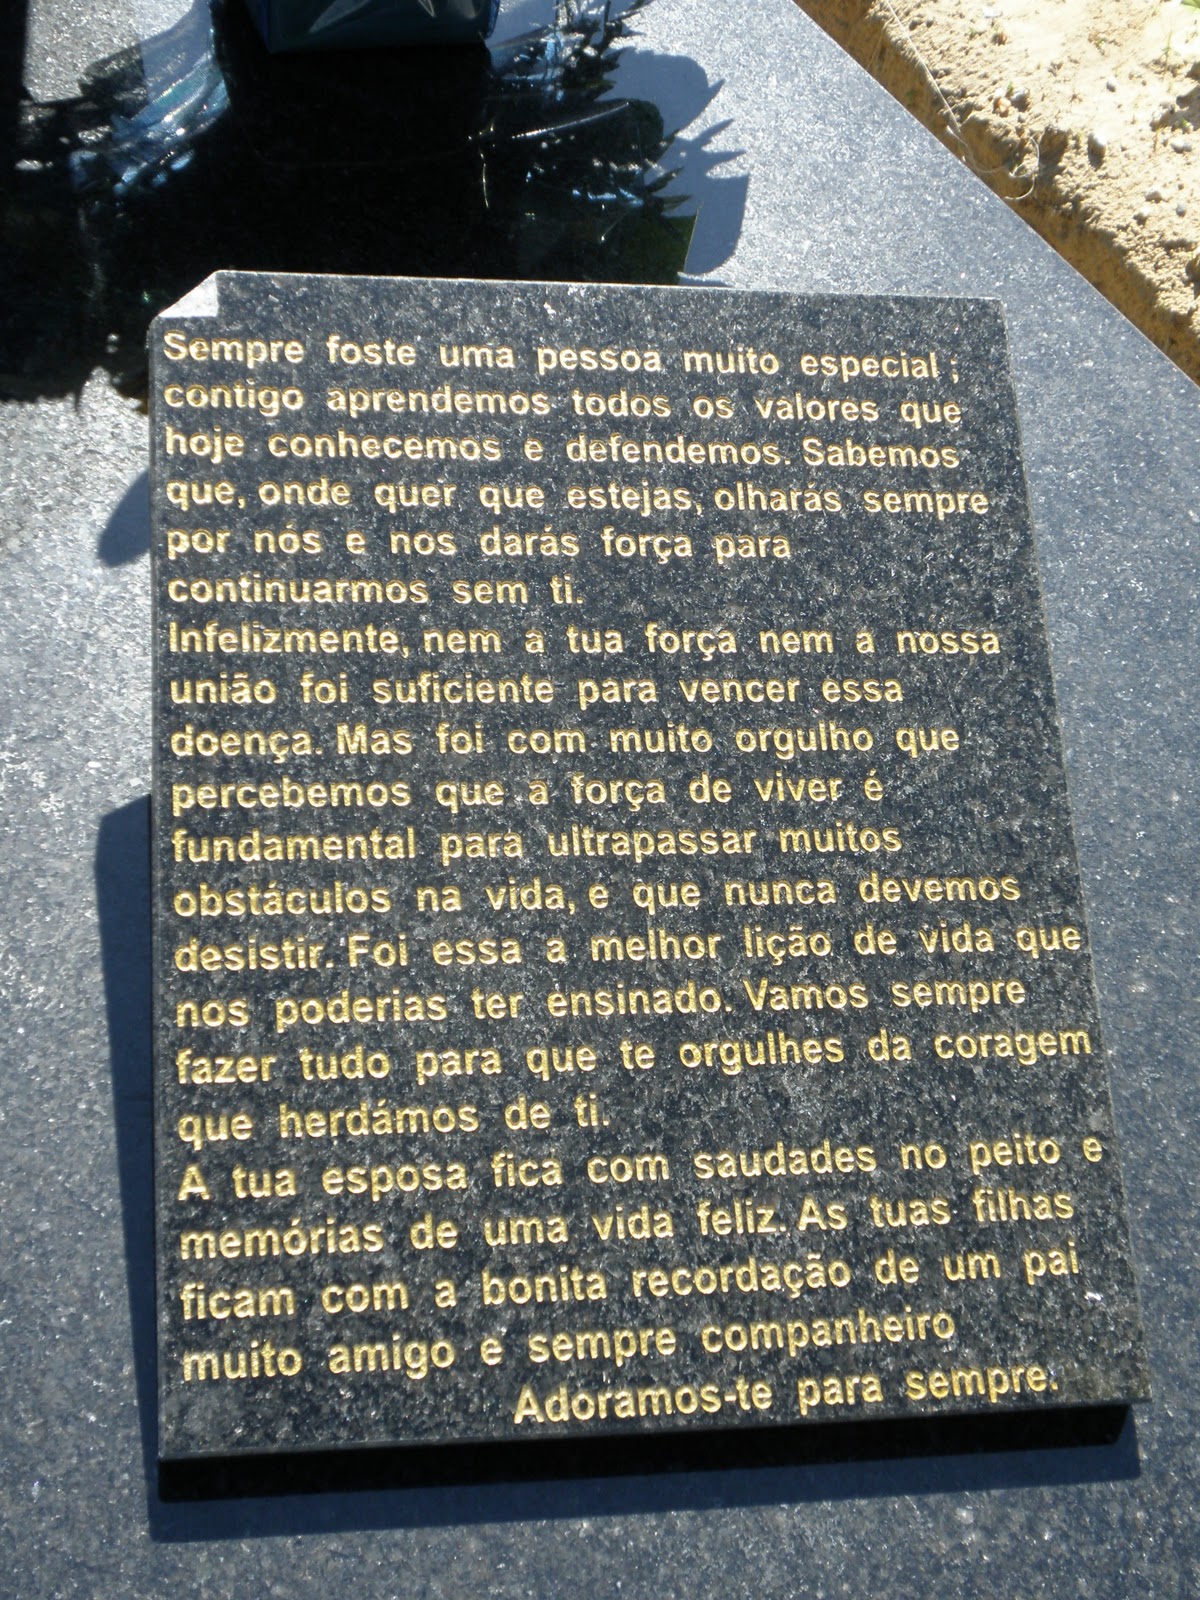 Sempre foste uma pessoa muito especial ;
contigo aprendemos todos os valores que
hoje conhecemos e defendemos. Sabemos
que, onde quer que estejas, olharás sempre
por nós e nos darás força para
continuarmos sem ti.
Infelizmente, nem a tua força nem a nossa
união foi suficiente para vencer essa
doença. Mas foi com muito orgulho que
percebemos que a força de viver é
fundamental para ultrapassar muitos
obstáculos na vida, e que nunca devemos
desistir. Foi essa a melhor lição de vida que
nos poderias ter ensinado. Vamos sempre
fazer tudo para que te orgulhes da coragem
que herdámos de ti.
A tua esposa fica com saudades no peito e
memórias de uma vida feliz. As tuas filhas
ficam com a bonita recordação de um pai
muito amigo e sempre companheiro
Adoramos-te para sempre.